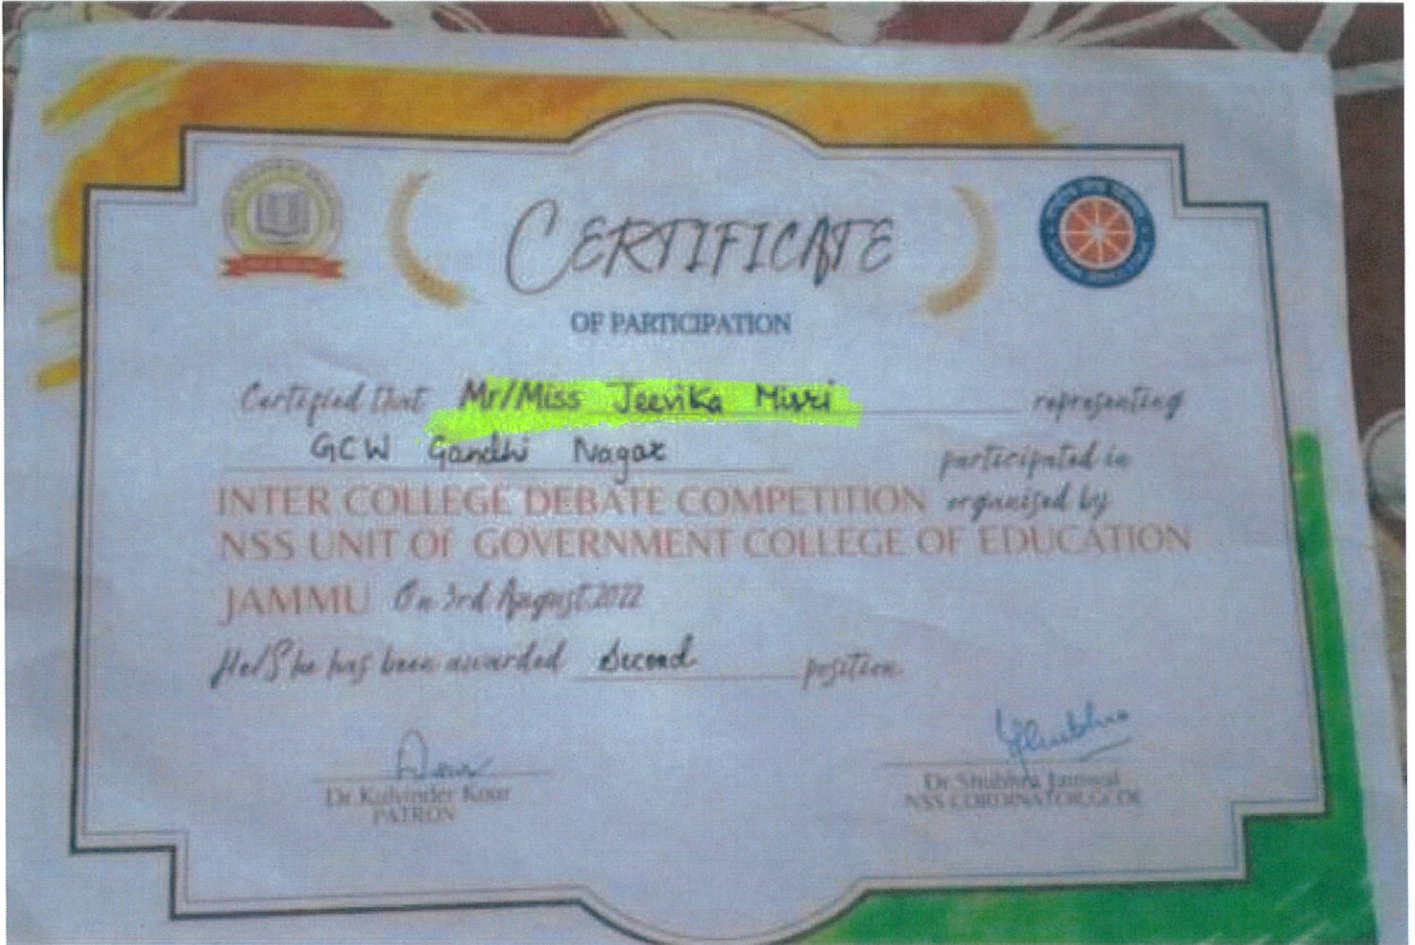 CERTIFICATE
OF PARTICIPATION
Certified that Mr/Miss Jeevika Misri representing
GCW Gandhi Nagar participated in
INTER COLLEGE DEBATE COMPETITION organised by
NSS UNIT Of GOVERNMENT COLLEGE OF EDUCATION
JAMMU On 3rd August,2022
He/She has been awarded Second position.
Dr.Kulvinder Kour
PATRON
Dr. Shubhra Jamwal
NSS CORDINATOR,GCOE